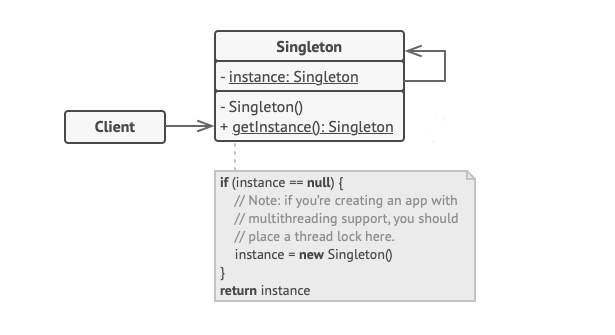 Singleton
- instance: Singleton
- Singleton()
+ getInstance(): Singleton
Client
if (instance == null) {
// Note: if you're creating an app with
// multithreading support, you should
// place a thread lock here.
instance = new Singleton()
}
return instance